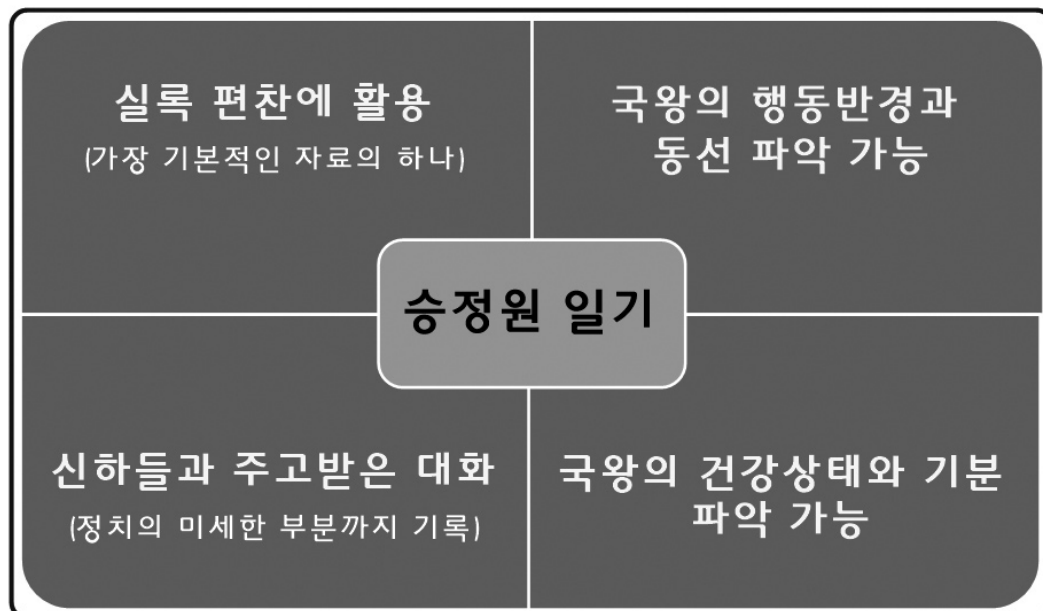 실록 편찬에 활용
(가장 기본적인 자료의 하나)
국왕의 행동반경과
동선 파악 가능
승정원 일기
신하들과 주고받은 대화
(정치의 미세한 부분까지 기록)
국왕의 건강상태와 기분
파악 가능